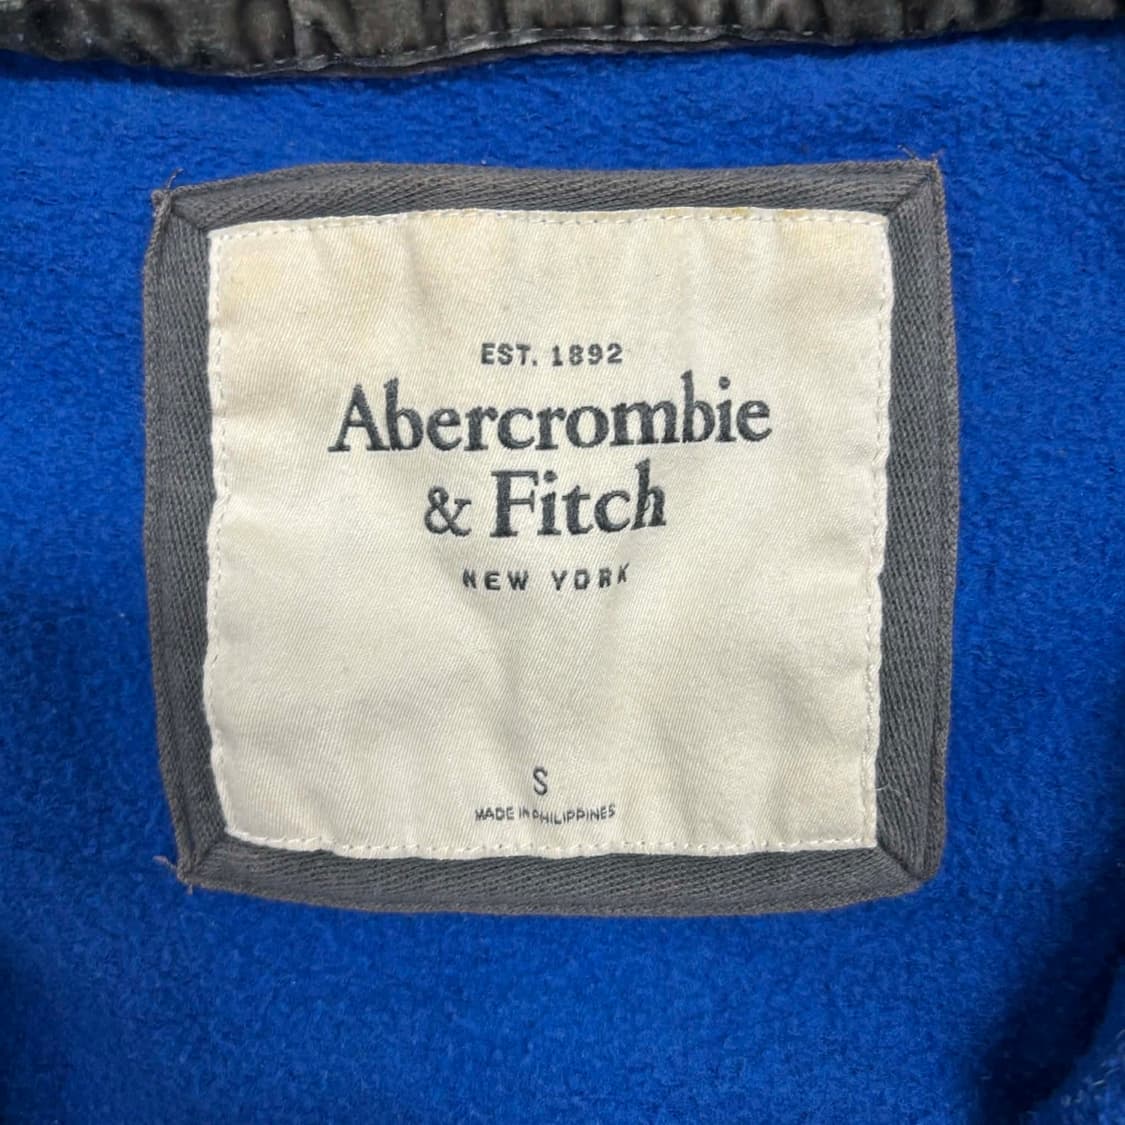 EST. 1892
Abercrombie
& Fitch
NEW YORK
S
MADE IN PHILIPPINES